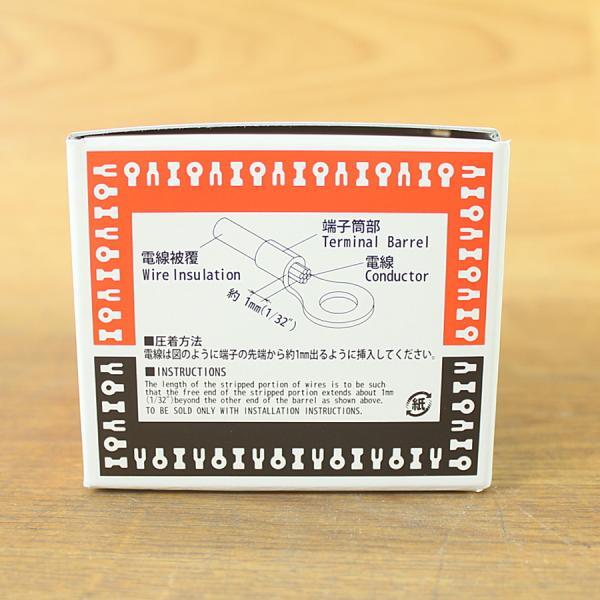 端子筒部
Terminal Barrel
電線被覆
Wire Insulation
電線
Conductor
約 1mm(1/32")
■圧着方法
電線は図のように端子の先端から約1mm出るように挿入してください。
■INSTRUCTIONS
The length of the stripped portion of wires is to be such
that the free end of the stripped portion extends about 1mm
(1/32")beyond the other end of the barrel as shown above.
TO BE SOLD ONLY WITH INSTALLATION INSTRUCTIONS.
紙